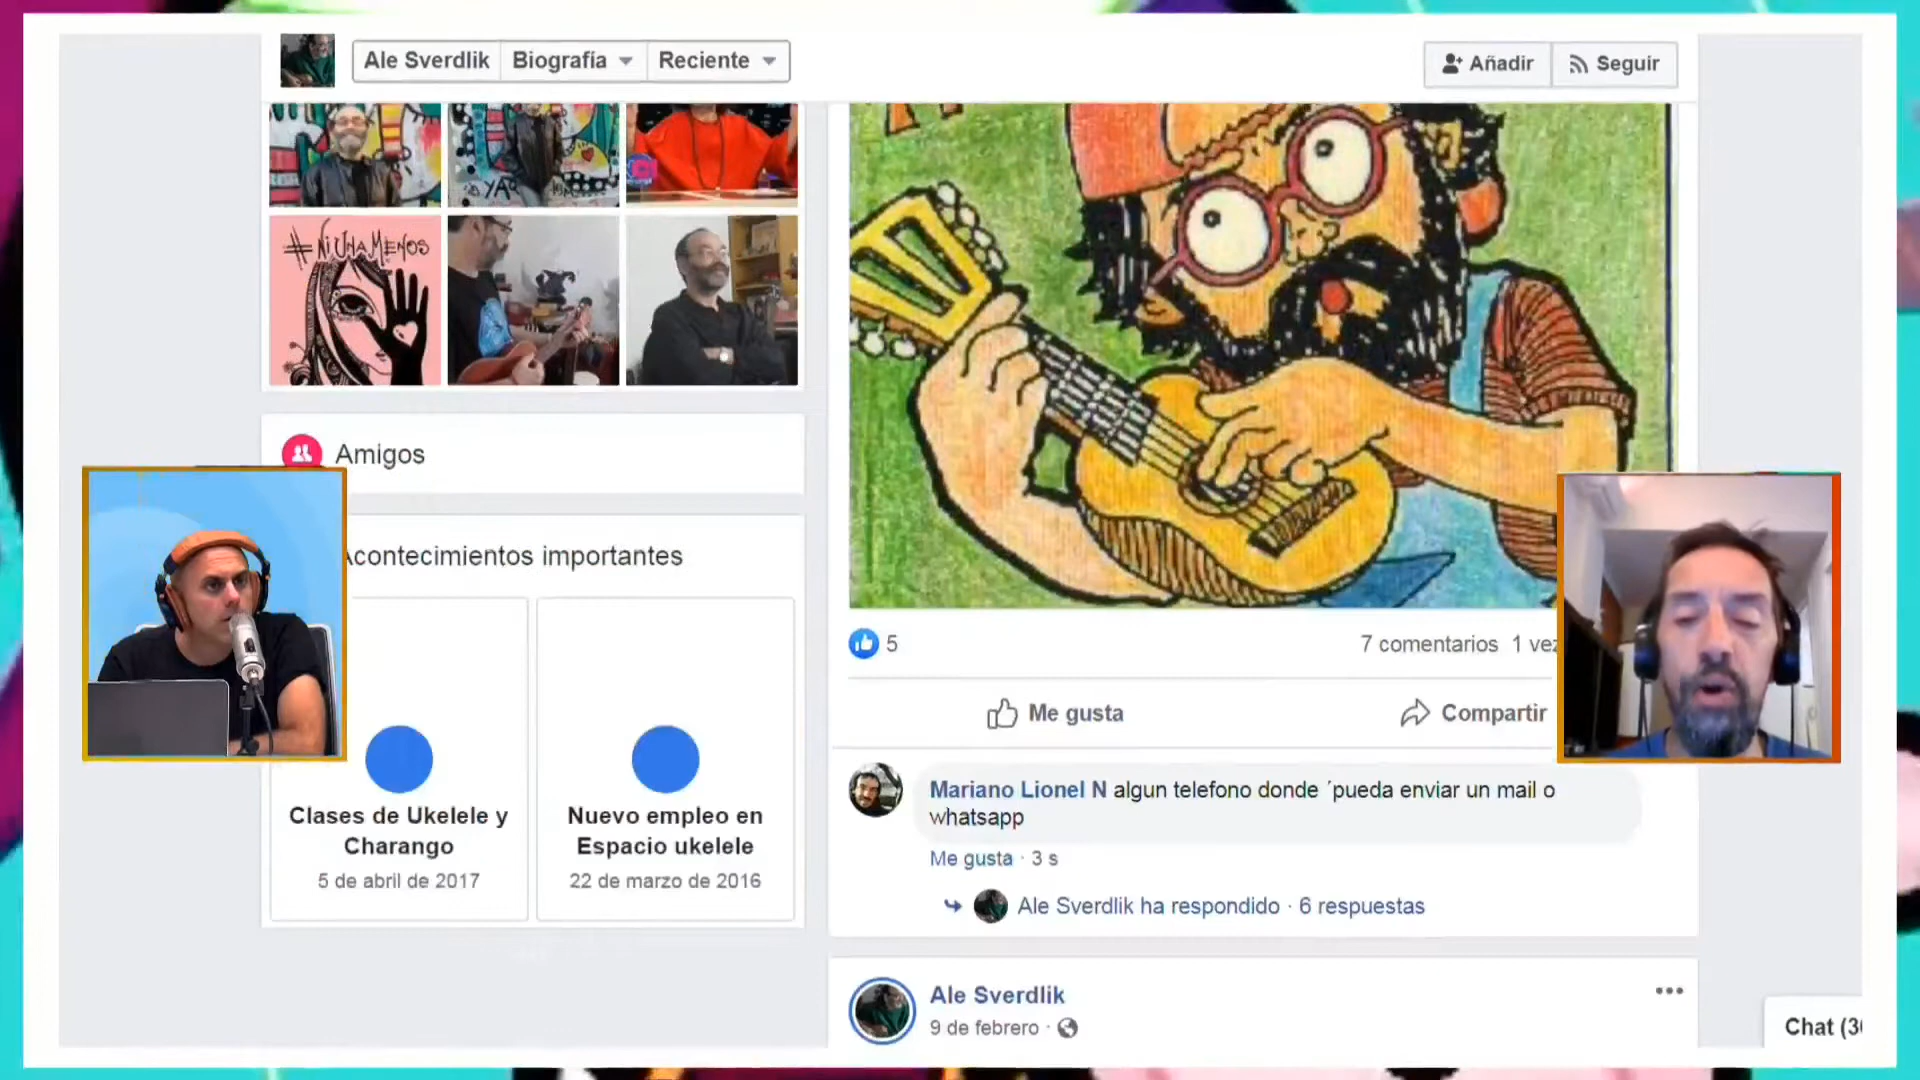 Ale Sverdlik
Biografía
Reciente
Añadir
Seguir
YAQ
#NiUNAMENOS
Amigos
Acontecimientos importantes
Clases de Ukelele y
Charango
5 de abril de 2017
Nuevo empleo en
Espacio ukelele
22 de marzo de 2016
5
7 comentarios 1
Me gusta
Compartir
Mariano Lionel N algun telefono donde ´pueda enviar un mail o
whatsapp
Me gusta · 3 s
Ale Sverdlik ha respondido · 6 respuestas
Ale Sverdlik
9 de febrero ·
Chat